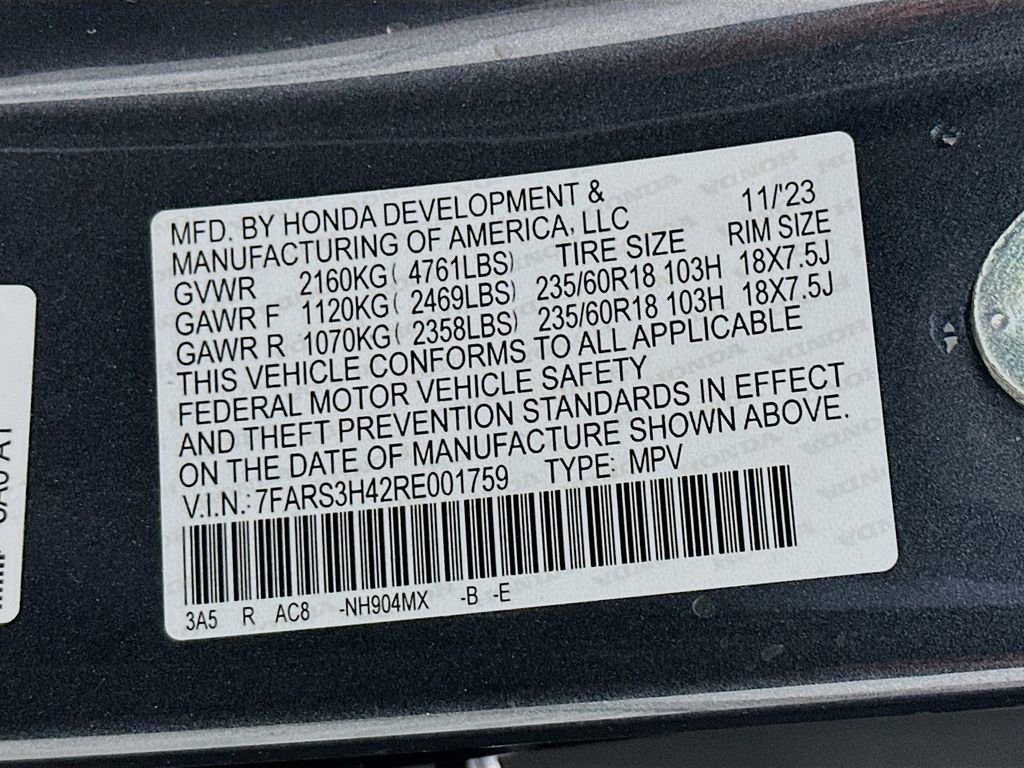 MFD. BY HONDA DEVELOPMENT & 11/'23
MANUFACTURING OF AMERICA, LLC
GVWR 2160KG( 4761LBS) TIRE SIZE RIM SIZE
GAWR F 1120KG( 2469LBS) 235/60R18 103H 18X7.5J
GAWR R 1070KG( 2358LBS) 235/60R18 103H 18X7.5J
THIS VEHICLE CONFORMS TO ALL APPLICABLE
FEDERAL MOTOR VEHICLE SAFETY
AND THEFT PREVENTION STANDARDS IN EFFECT
ON THE DATE OF MANUFACTURE SHOWN ABOVE.
V.I.N.: 7FARS3H42RE001759 TYPE: MPV
3A5 R AC8 -NH904MX -B -E